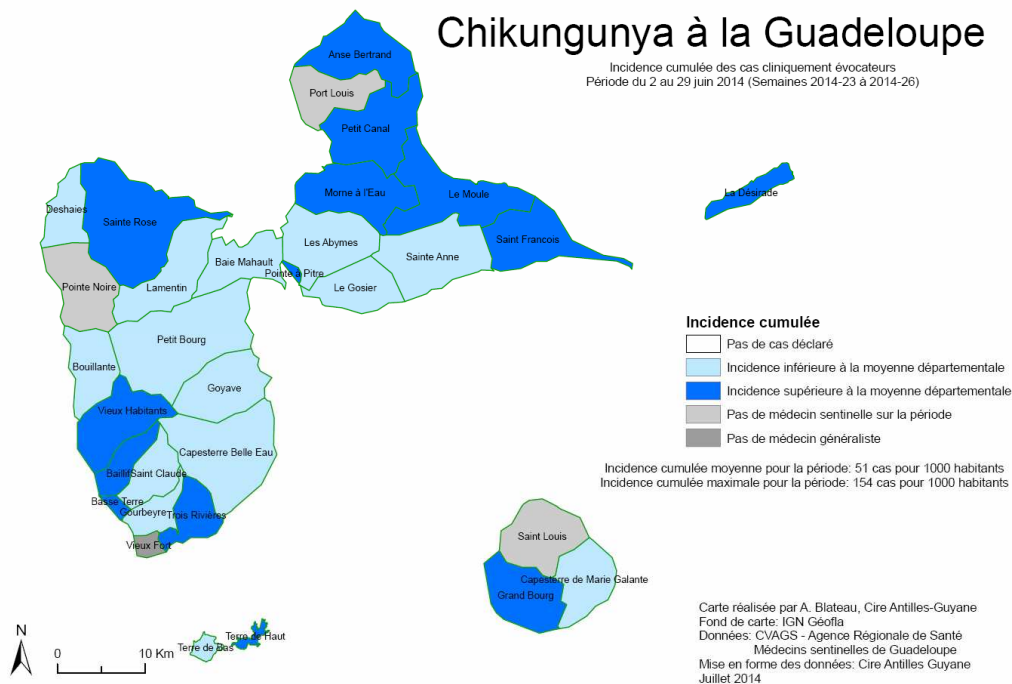 Chikungunya à la Guadeloupe
Incidence cumulée des cas cliniquement évocateurs
Période du 2 au 29 juin 2014 (Semaines 2014-23 à 2014-26)
Anse Bertrand
Port Louis
Petit Canal
Morne à l'Eau
Le Moule
La Désirade
Deshaies
Sainte Rose
Saint Francois
Les Abymes
Sainte Anne
Baie Mahault
Pointe à Pitre
Pointe Noire
Lamentin
Le Gosier
Petit Bourg
Bouillante
Goyave
Vieux Habitants
Capesterre Belle Eau
Baillif
Saint Claude
Basse Terre
Gourbeyre
Trois Rivières
Vieux Fort
Incidence cumulée
Pas de cas déclaré
Incidence inférieure à la moyenne départementale
Incidence supérieure à la moyenne départementale
Pas de médecin sentinelle sur la période
Pas de médecin généraliste
Incidence cumulée moyenne pour la période: 51 cas pour 1000 habitants
Incidence cumulée maximale pour la période: 154 cas pour 1000 habitants
Saint Louis
Capesterre de Marie Galante
Grand Bourg
Terre de Haut
Terre de Bas
N
0 10 Km
Carte réalisée par A. Blateau, Cire Antilles-Guyane
Fond de carte: IGN Géofla
Données: CVAGS - Agence Régionale de Santé
Médecins sentinelles de Guadeloupe
Mise en forme des données: Cire Antilles Guyane
Juillet 2014